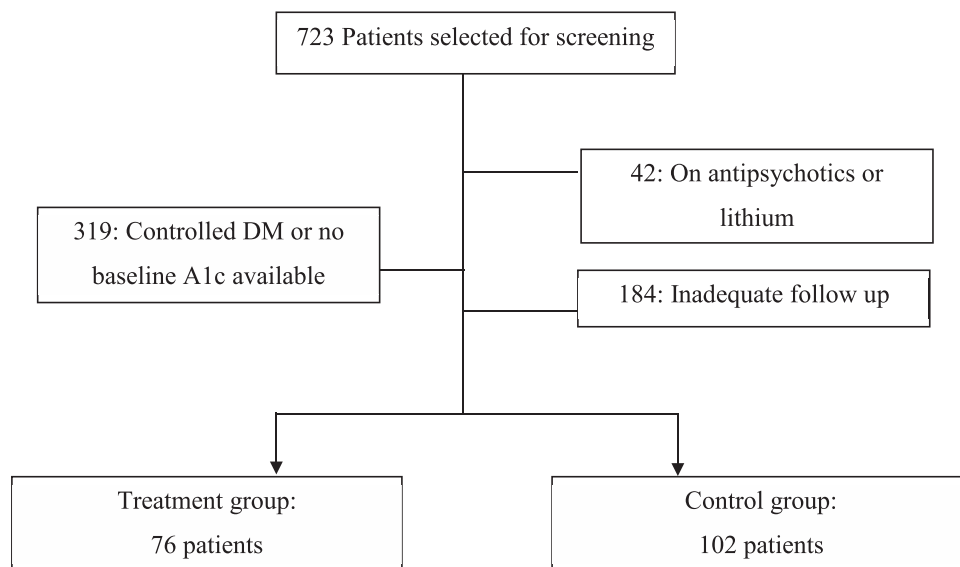 723 Patients selected for screening
42: On antipsychotics or
lithium
319: Controlled DM or no
baseline A1c available
184: Inadequate follow up
Treatment group:
76 patients
Control group:
102 patients